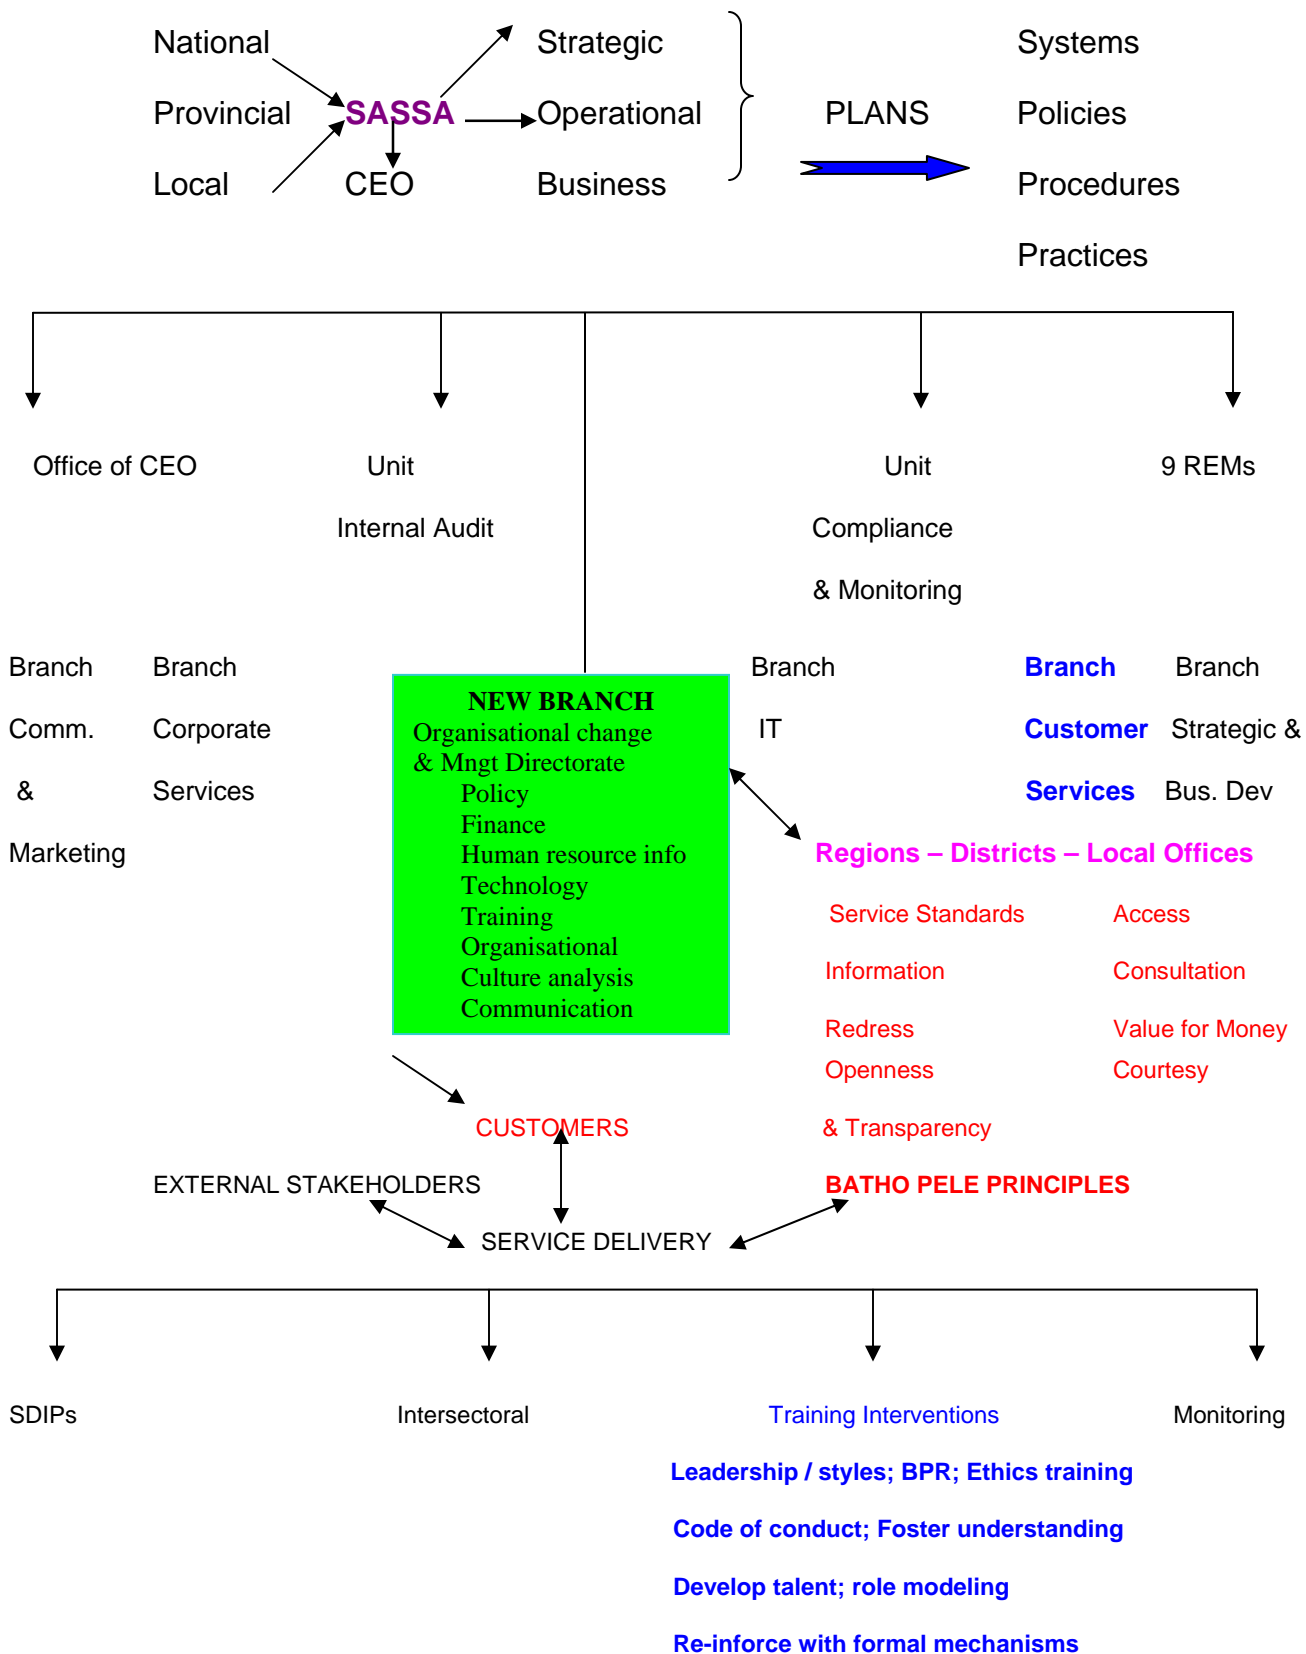 National Strategic Systems
Provincial SASSA Operational PLANS Policies
Local CEO Business Procedures
Practices
Office of CEO Unit Unit 9 REMs
Internal Audit Compliance
& Monitoring
Branch Branch Branch Branch Branch
NEW BRANCH
Organisational change
& Mngt Directorate
Policy
Finance
Human resource info
Technology
Training
Organisational
Culture analysis
Communication
Comm. Corporate IT Customer Strategic &
& Services Services Bus. Dev
Marketing Regions – Districts – Local Offices
Service Standards Access
Information Consultation
Redress Value for Money
Openness Courtesy
CUSTOMERS & Transparency
EXTERNAL STAKEHOLDERS BATHO PELE PRINCIPLES
SERVICE DELIVERY
SDIPs Intersectoral Training Interventions Monitoring
Leadership / styles; BPR; Ethics training
Code of conduct; Foster understanding
Develop talent; role modeling
Re-inforce with formal mechanisms